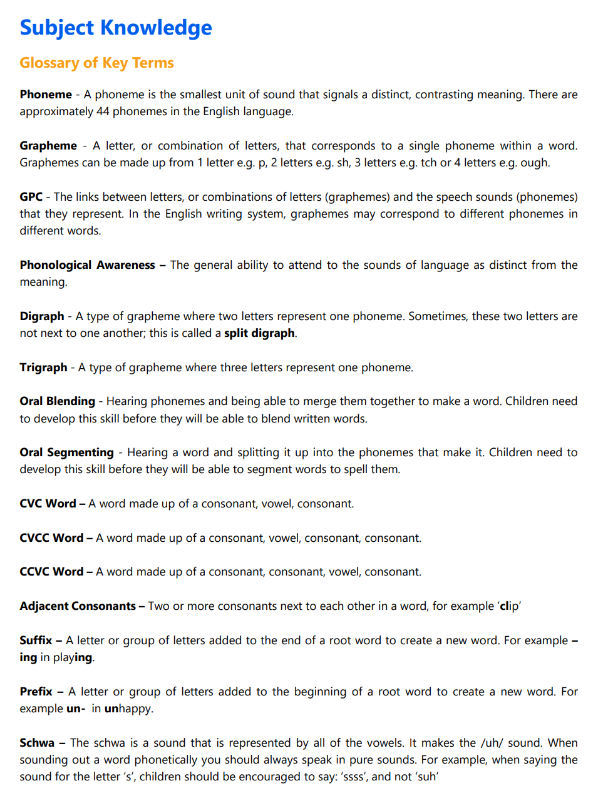 Subject Knowledge
Glossary of Key Terms
Phoneme - A phoneme is the smallest unit of sound that signals a distinct, contrasting meaning. There are
approximately 44 phonemes in the English language.
Grapheme - A letter, or combination of letters, that corresponds to a single phoneme within a word.
Graphemes can be made up from 1 letter e.g. p, 2 letters e.g. sh, 3 letters e.g. tch or 4 letters e.g. ough.
GPC - The links between letters, or combinations of letters (graphemes) and the speech sounds (phonemes)
that they represent. In the English writing system, graphemes may correspond to different phonemes in
different words.
Phonological Awareness – The general ability to attend to the sounds of language as distinct from the
meaning.
Digraph - A type of grapheme where two letters represent one phoneme. Sometimes, these two letters are
not next to one another; this is called a split digraph.
Trigraph - A type of grapheme where three letters represent one phoneme.
Oral Blending - Hearing phonemes and being able to merge them together to make a word. Children need
to develop this skill before they will be able to blend written words.
Oral Segmenting - Hearing a word and splitting it up into the phonemes that make it. Children need to
develop this skill before they will be able to segment words to spell them.
CVC Word – A word made up of a consonant, vowel, consonant.
CVCC Word – A word made up of a consonant, vowel, consonant, consonant.
CCVC Word – A word made up of a consonant, consonant, vowel, consonant.
Adjacent Consonants – Two or more consonants next to each other in a word, for example ‘clip’
Suffix – A letter or group of letters added to the end of a root word to create a new word. For example –
ing in playing.
Prefix – A letter or group of letters added to the beginning of a root word to create a new word. For
example un- in unhappy.
Schwa – The schwa is a sound that is represented by all of the vowels. It makes the /uh/ sound. When
sounding out a word phonetically you should always speak in pure sounds. For example, when saying the
sound for the letter ‘s’, children should be encouraged to say: ‘ssss’, and not ‘suh’